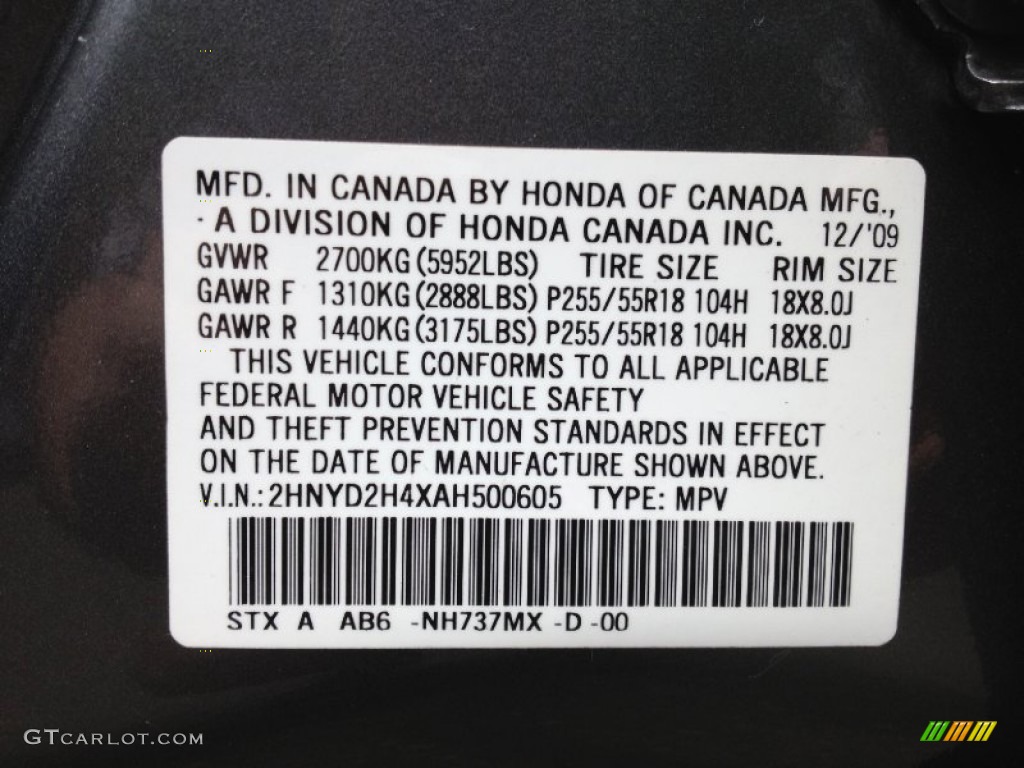 MFD. IN CANADA BY HONDA OF CANADA MFG.,
· A DIVISION OF HONDA CANADA INC. 12/'09
GVWR 2700KG(5952LBS) TIRE SIZE RIM SIZE
GAWR F 1310KG(2888LBS) P255/55R18 104H 18X8.0J
GAWR R 1440KG(3175LBS) P255/55R18 104H 18X8.0J
THIS VEHICLE CONFORMS TO ALL APPLICABLE
FEDERAL MOTOR VEHICLE SAFETY
AND THEFT PREVENTION STANDARDS IN EFFECT
ON THE DATE OF MANUFACTURE SHOWN ABOVE.
V.I.N.: 2HNYD2H4XAH500605 TYPE: MPV
STX A AB6 -NH737MX -D -00
GTCARLOT.COM